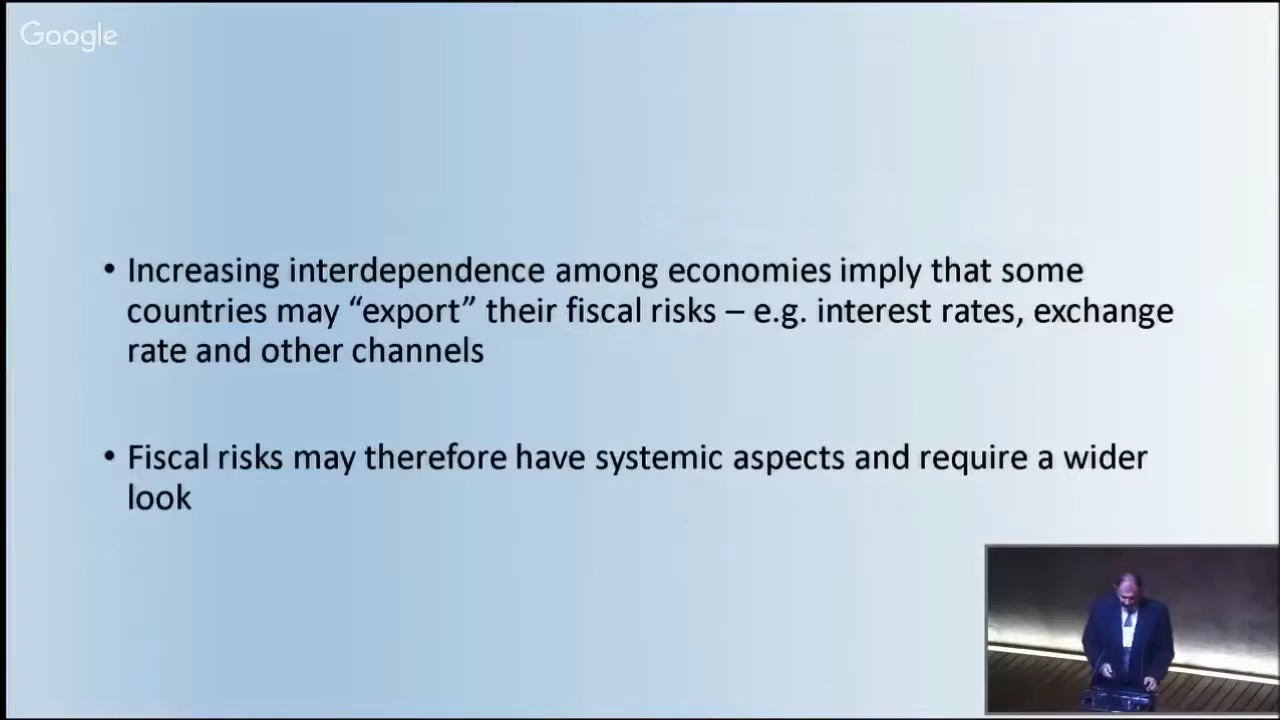 Google
• Increasing interdependence among economies imply that some
countries may “export” their fiscal risks – e.g. interest rates, exchange
rate and other channels
• Fiscal risks may therefore have systemic aspects and require a wider
look